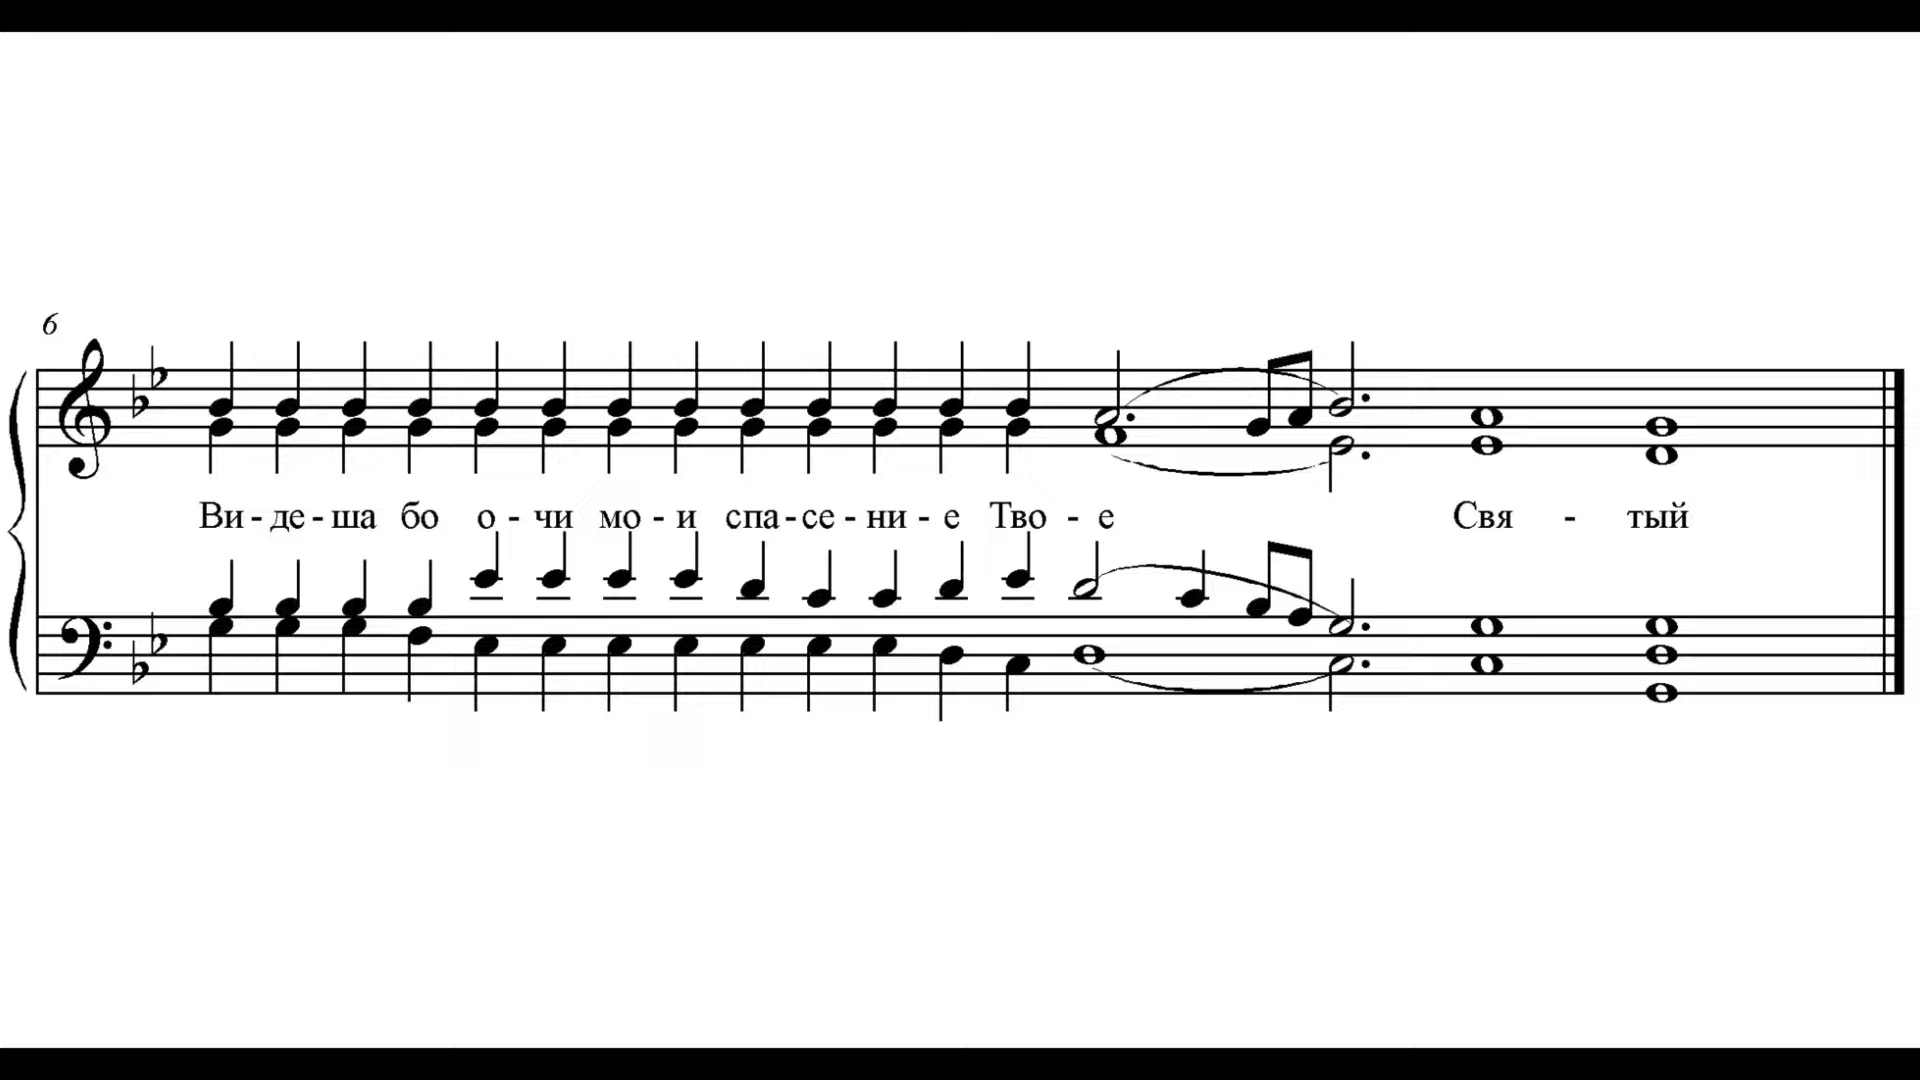 6
Ви - де - ша бо о - чи мо - и спа - се - ни - е Тво - е Свя - тый